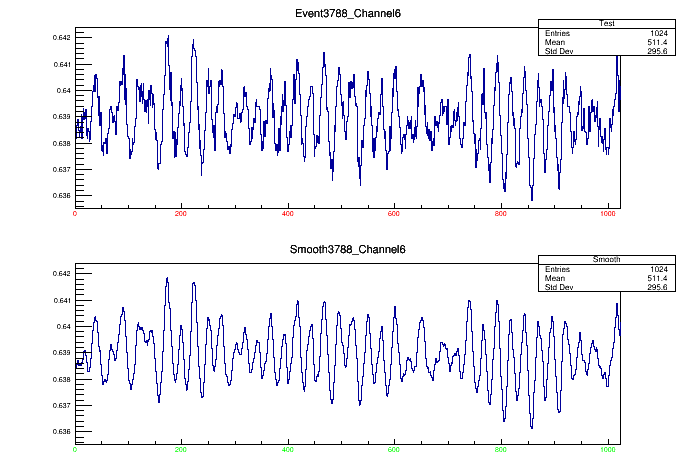 Event3788_Channel6
Test
Entries 1024
Mean 511.4
Std Dev 295.6
0.642
0.641
0.64
0.639
0.638
0.637
0.636
0 200 400 600 800 1000
Smooth3788_Channel6
Smooth
Entries 1024
Mean 511.4
Std Dev 295.6
0.642
0.641
0.64
0.639
0.638
0.637
0.636
0 200 400 600 800 1000